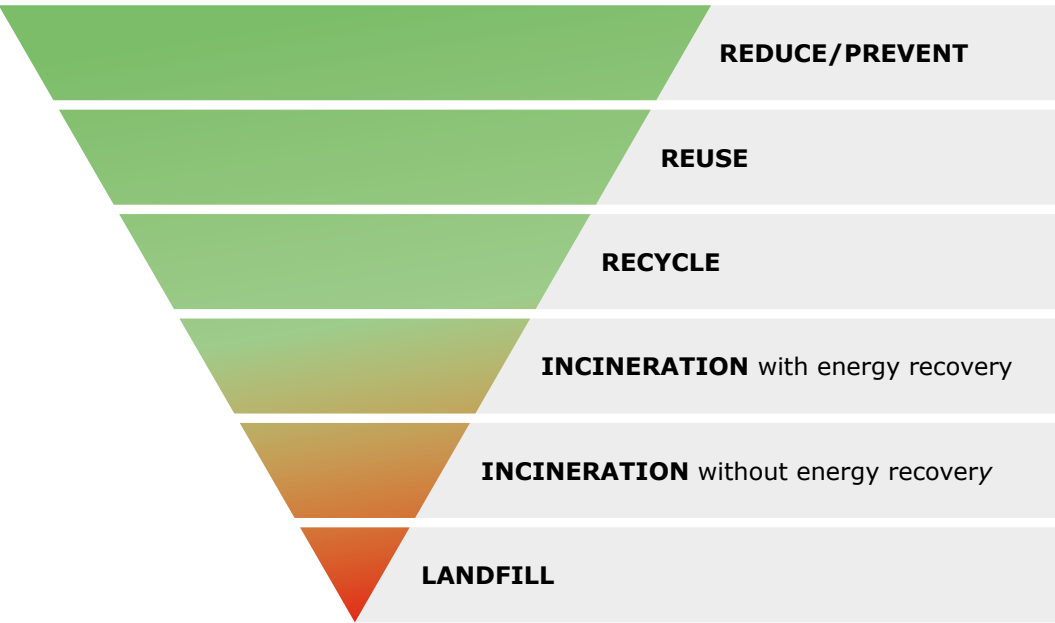 REDUCE/PREVENT
REUSE
RECYCLE
INCINERATION with energy recovery
INCINERATION without energy recovery
LANDFILL